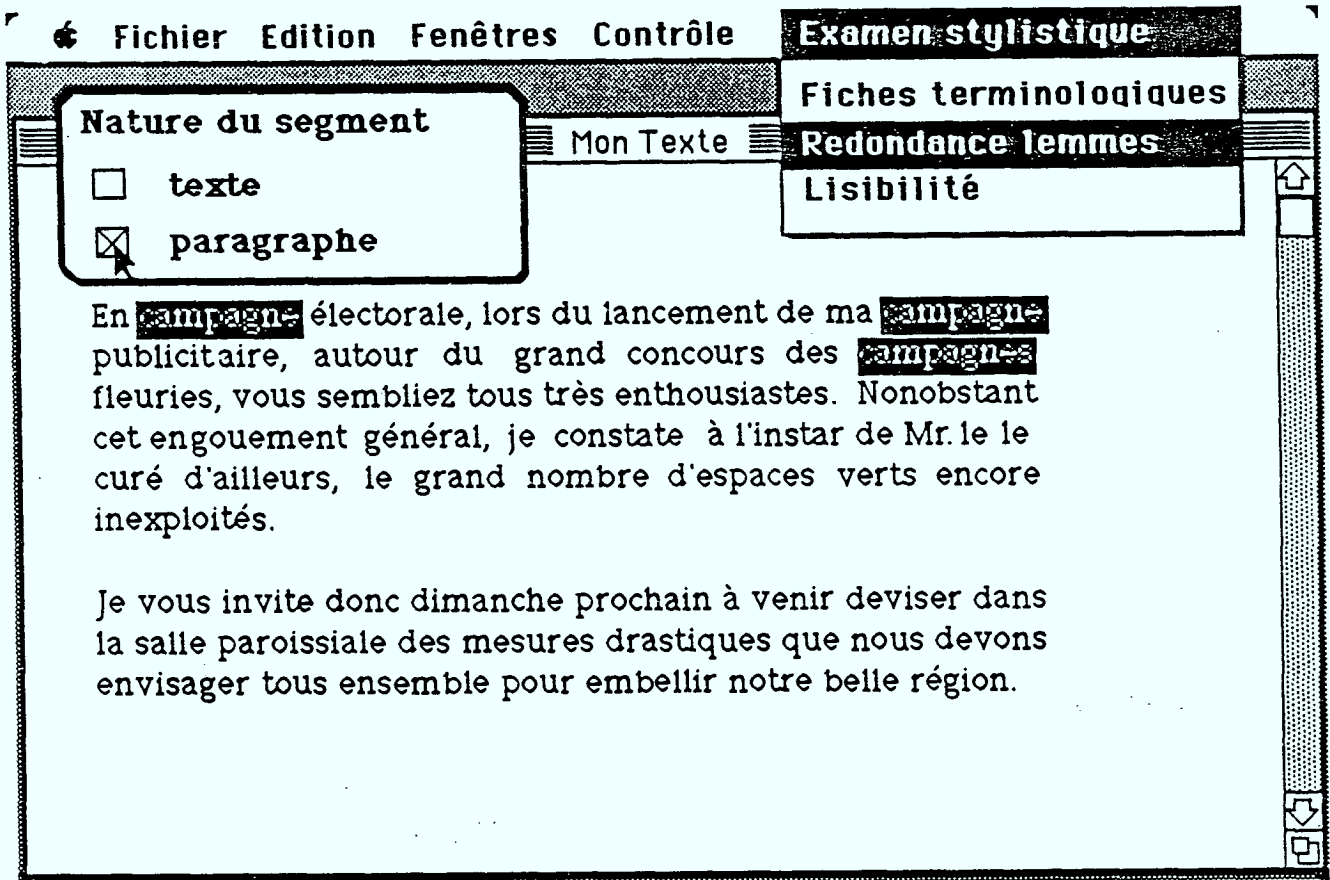 Fichier Edition Fenêtres Contrôle Examen stylistique
Fiches terminologiques
Redondance lemmes
Lisibilité
Nature du segment
texte
paragraphe
Mon Texte
En campagne électorale, lors du lancement de ma campagne
publicitaire, autour du grand concours des campagnes
fleuries, vous sembliez tous très enthousiastes. Nonobstant
cet engouement général, je constate à l'instar de Mr. le le
curé d'ailleurs, le grand nombre d'espaces verts encore
inexploités.
Je vous invite donc dimanche prochain à venir deviser dans
la salle paroissiale des mesures drastiques que nous devons
envisager tous ensemble pour embellir notre belle région.